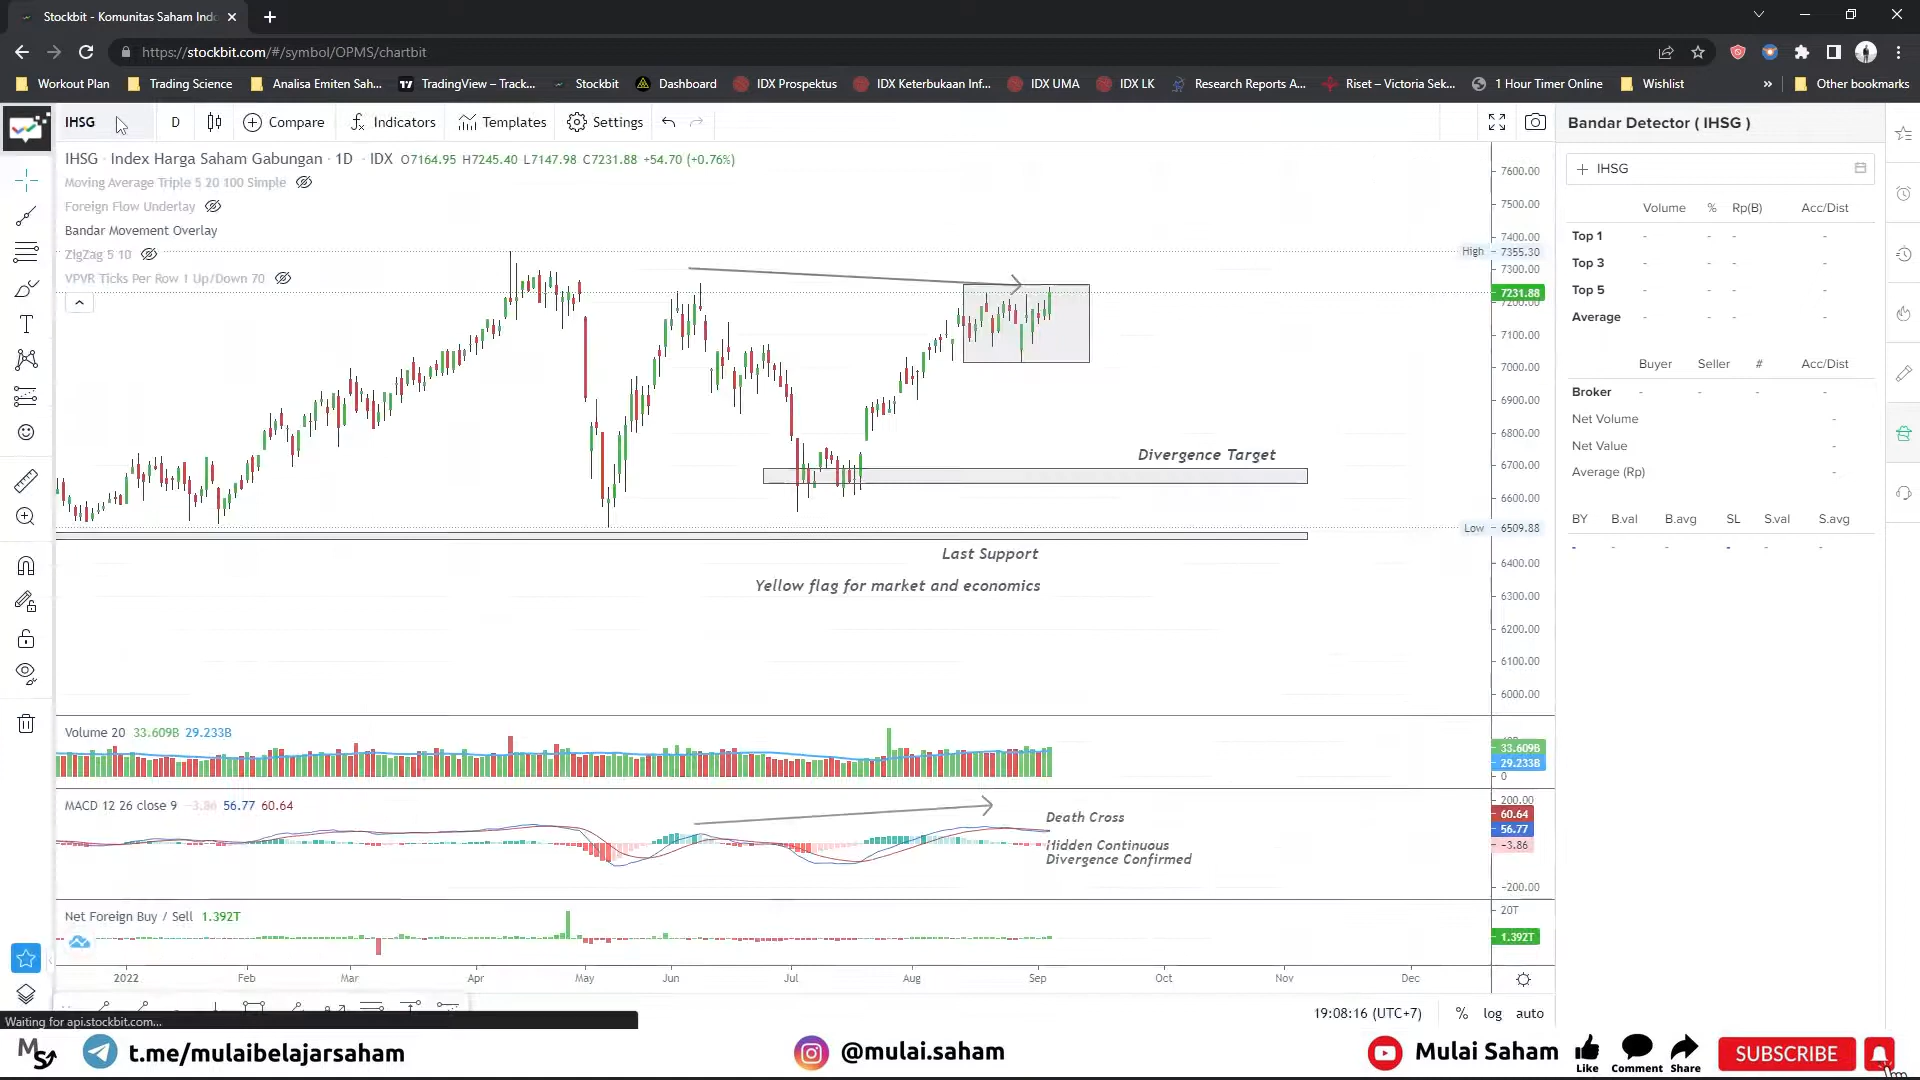 Stockbit - Komunitas Saham Indo
https://stockbit.com/#/symbol/OPMS/chartbit
Workout Plan
Trading Science
Analisa Emiten Sah...
TradingView – Track...
Stockbit
Dashboard
IDX Prospektus
IDX Keterbukaan Inf...
IDX UMA
IDX LK
Research Reports A...
Riset – Victoria Sek...
1 Hour Timer Online
Wishlist
Other bookmarks
IHSG
D
Compare
Indicators
Templates
Settings
Bandar Detector ( IHSG )
IHSG · Index Harga Saham Gabungan · 1D · IDX O7164.95 H7245.40 L7147.98 C7231.88 +54.70 (+0.76%)
Moving Average Triple 5 20 100 Simple
Foreign Flow Underlay
Bandar Movement Overlay
ZigZag 5 10
VPVR Ticks Per Row 1 Up/Down 70
7600.00
7500.00
7400.00
High 7355.30
7300.00
7231.88
7200.00
7100.00
7000.00
6900.00
6800.00
6700.00
6600.00
Low 6509.88
6400.00
6300.00
6200.00
6100.00
6000.00
Divergence Target
Last Support
Yellow flag for market and economics
Volume 20 33.609B 29.233B
33.609B
29.233B
0
MACD 12 26 close 9 −3.86 56.77 60.64
Death Cross
Hidden Continuous
Divergence Confirmed
200.00
60.64
56.77
−3.86
−200.00
Net Foreign Buy / Sell 1.392T
20T
1.392T
2022 Feb Mar Apr May Jun Jul Aug Sep Oct Nov Dec
19:08:16 (UTC+7) % log auto
Waiting for api.stockbit.com...
IHSG
Volume % Rp(B) Acc/Dist
Top 1 - - - -
Top 3 - - - -
Top 5 - - - -
Average - - - -
Buyer Seller # Acc/Dist
Broker - - - -
Net Volume -
Net Value -
Average (Rp) -
BY B.val B.avg SL S.val S.avg
- - - - - -
MS
t.me/mulaibelajarsaham
@mulai.saham
Mulai Saham
Like
Comment
Share
SUBSCRIBE